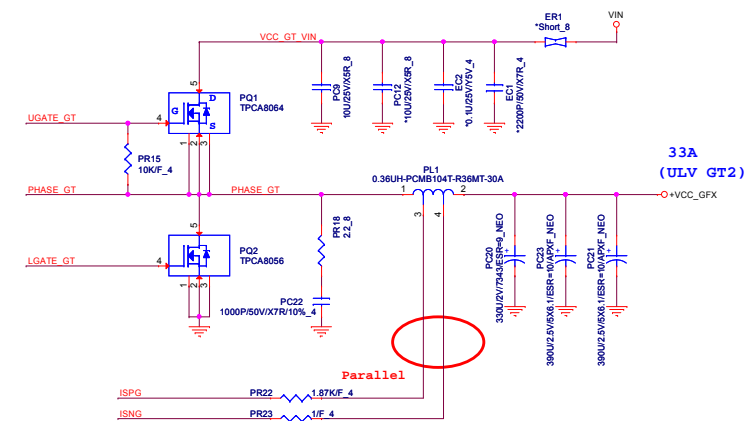 ER1
*Short_8
VIN
VCC_GT_VIN
PC9
10U/25V/X5R_8
PC12
*10U/25V/X5R_8
EC2
*0.1U/25V/Y5V_4
EC1
*2200P/50V/X7R_4
5
D
G
S
PQ1
TPCA8064
UGATE_GT
4
1
2
3
PR15
10K/F_4
33A
(ULV GT2)
PL1
0.36UH-PCMB104T-R36MT-30A
PHASE_GT
PHASE_GT
1
2
3
4
+VCC_GFX
5
PQ2
TPCA8056
LGATE_GT
4
1
2
3
PR18
2.2_8
PC22
1000P/50V/X7R/10%_4
PC20
330U/2V/7343/ESR=9_NEO
+
PC23
390U/2.5V/5X6.1/ESR=10/APXF_NEO
+
PC21
390U/2.5V/5X6.1/ESR=10/APXF_NEO
+
Parallel
ISPG
PR22
1.87K/F_4
ISNG
PR23
1/F_4